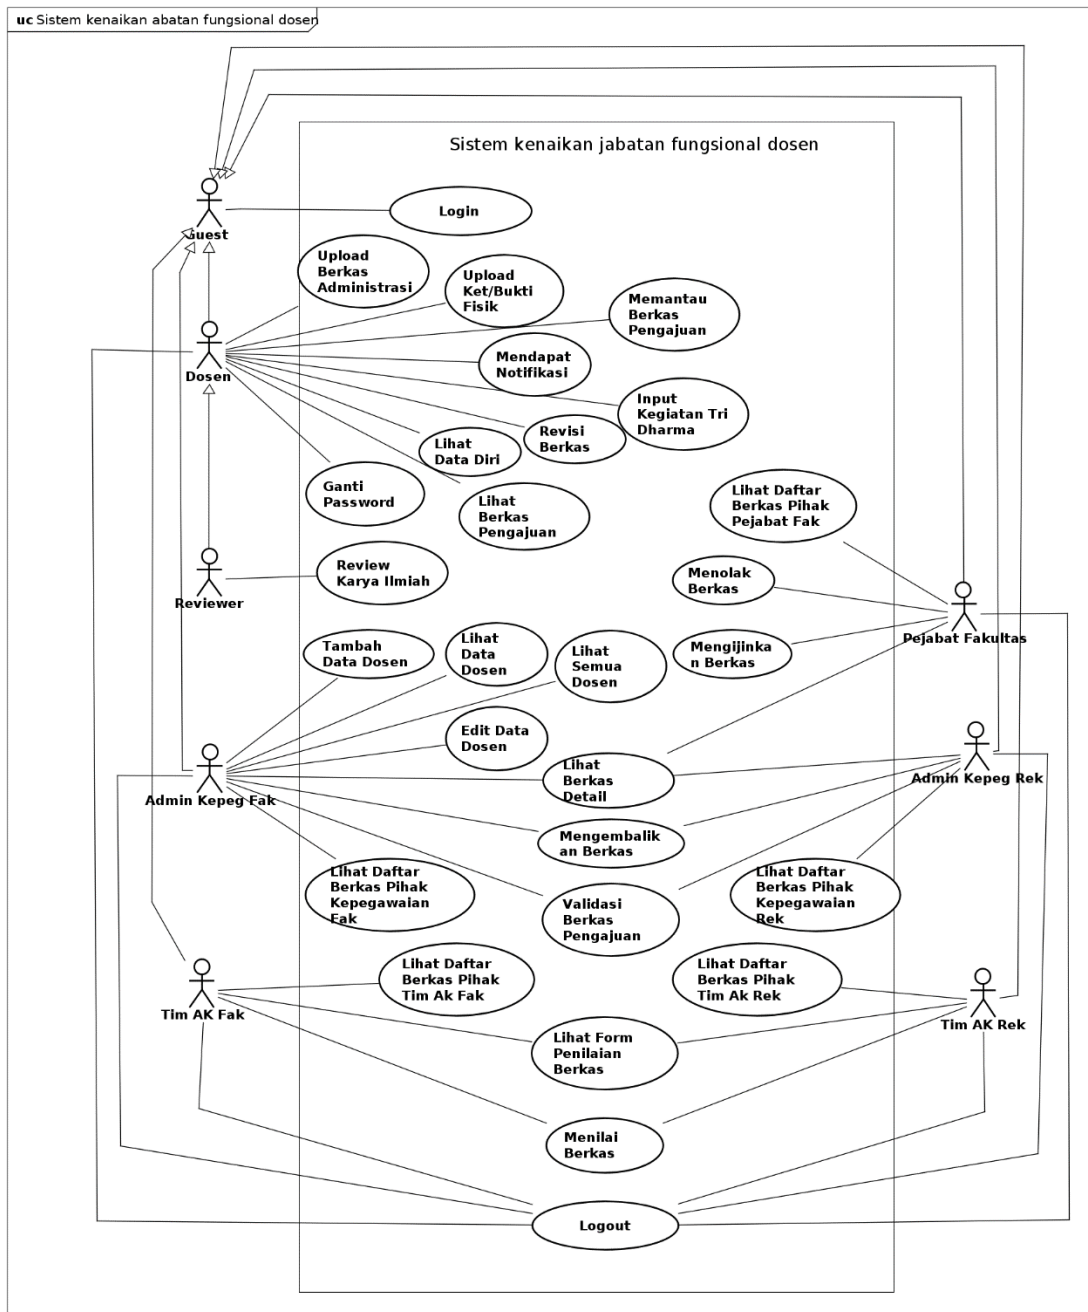 uc Sistem kenaikan abatan fungsional dosen
Sistem kenaikan jabatan fungsional dosen
Guest
Login
Upload
Berkas
Administrasi
Upload
Ket/Bukti
Fisik
Memantau
Berkas
Pengajuan
Dosen
Mendapat
Notifikasi
Input
Kegiatan Tri
Dharma
Revisi
Berkas
Lihat
Data Diri
Ganti
Password
Lihat
Berkas
Pengajuan
Lihat Daftar
Berkas Pihak
Pejabat Fak
Reviewer
Review
Karya Ilmiah
Menolak
Berkas
Pejabat Fakultas
Tambah
Data Dosen
Lihat
Data
Dosen
Lihat
Semua
Dosen
Mengijinka
n Berkas
Edit Data
Dosen
Admin Kepeg Fak
Lihat
Berkas
Detail
Admin Kepeg Rek
Mengembalik
an Berkas
Lihat Daftar
Berkas Pihak
Kepegawaian
Fak
Validasi
Berkas
Pengajuan
Lihat Daftar
Berkas Pihak
Kepegawaian
Rek
Tim AK Fak
Lihat Daftar
Berkas Pihak
Tim Ak Fak
Lihat Daftar
Berkas Pihak
Tim Ak Rek
Tim AK Rek
Lihat Form
Penilaian
Berkas
Menilai
Berkas
Logout